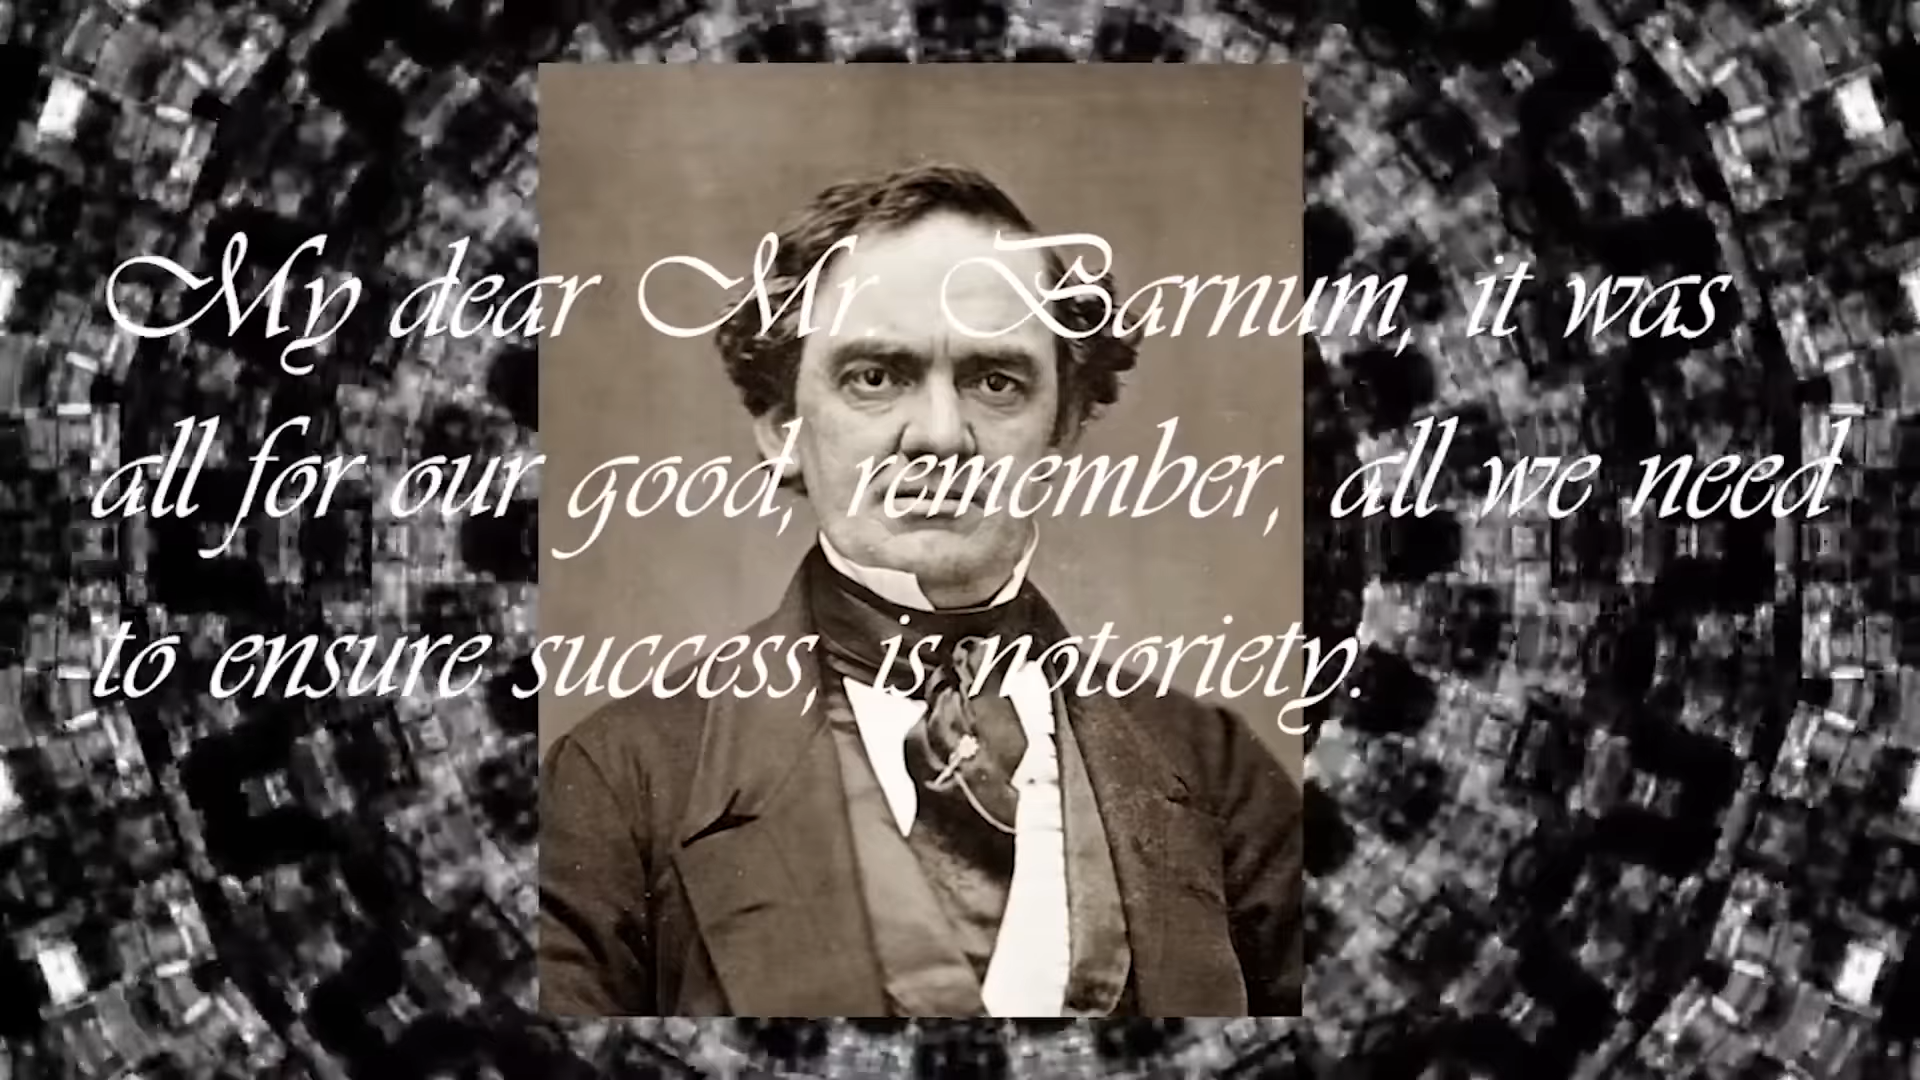 My dear Mr. Barnum, it was
all for our good, remember, all we need
to ensure success, is notoriety.